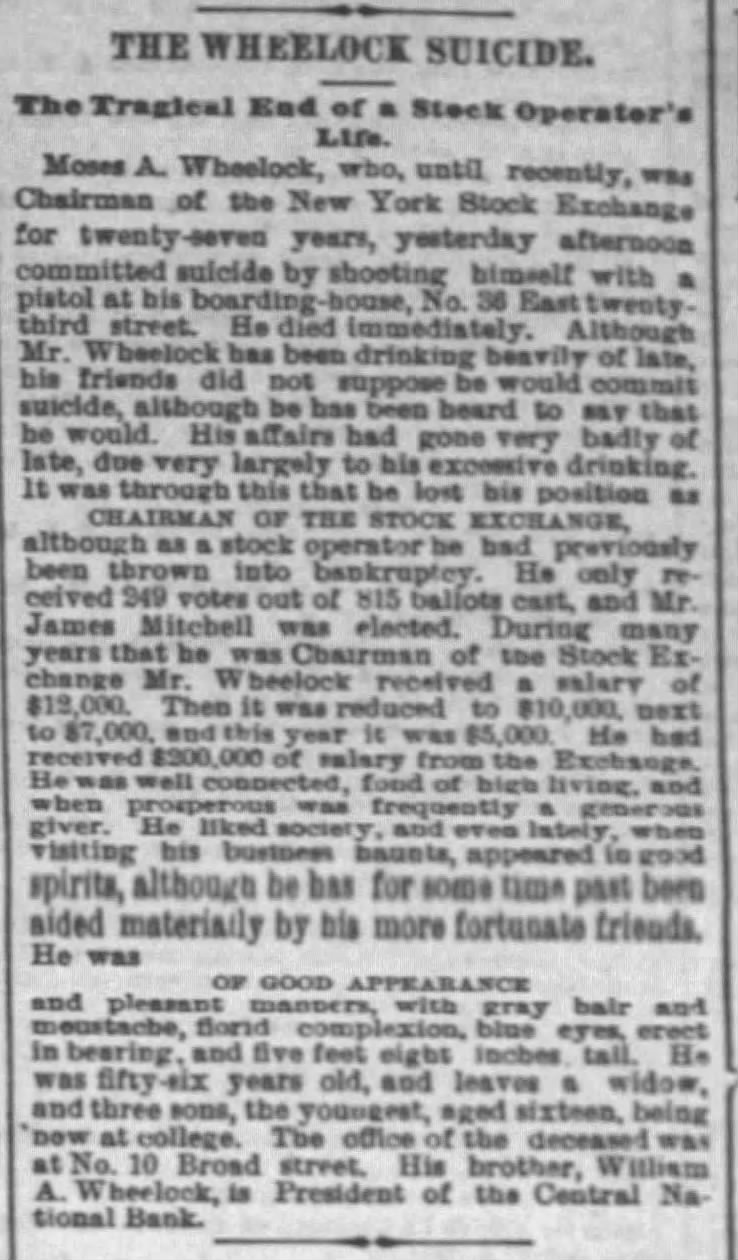 THE WHEELOCK SUICIDE.
The Tragical End of a Stock Operator's
Life.
Moses A. Wheelock, who, until recently, was
Chairman of the New York Stock Exchange
for twenty-seven years, yesterday afternoon
committed suicide by shooting himself with a
pistol at his boarding-house, No. 36 East twenty-
third street. He died immediately. Although
Mr. Wheelock has been drinking heavily of late,
his friends did not suppose he would commit
suicide, although he has been heard to say that
he would. His affairs had gone very badly of
late, due very largely to his excessive drinking.
It was through this that he lost his position as
CHAIRMAN OF THE STOCK EXCHANGE,
although as a stock operator he had previously
been thrown into bankruptcy. He only re-
ceived 249 votes out of 815 ballots cast, and Mr.
James Mitchell was elected. During many
years that he was Chairman of the Stock Ex-
change Mr. Wheelock received a salary of
$12,000. Then it was reduced to $10,000, next
to $7,000, and this year it was $5,000. He had
received $200,000 of salary from the Exchange.
He was well connected, fond of high living, and
when prosperous was frequently a generous
giver. He liked society, and even lately, when
visiting his business haunts, appeared in good
spirits, although he has for some time past been
aided materially by his more fortunate friends.
He was
OF GOOD APPEARANCE
and pleasant manners, with gray hair and
moustache, florid complexion, blue eyes, erect
in bearing, and five feet eight inches tall. He
was fifty-six years old, and leaves a widow,
and three sons, the youngest, aged sixteen, being
now at college. The office of the deceased was
at No. 10 Broad street. His brother, William
A. Wheelock, is President of the Central Na-
tional Bank.